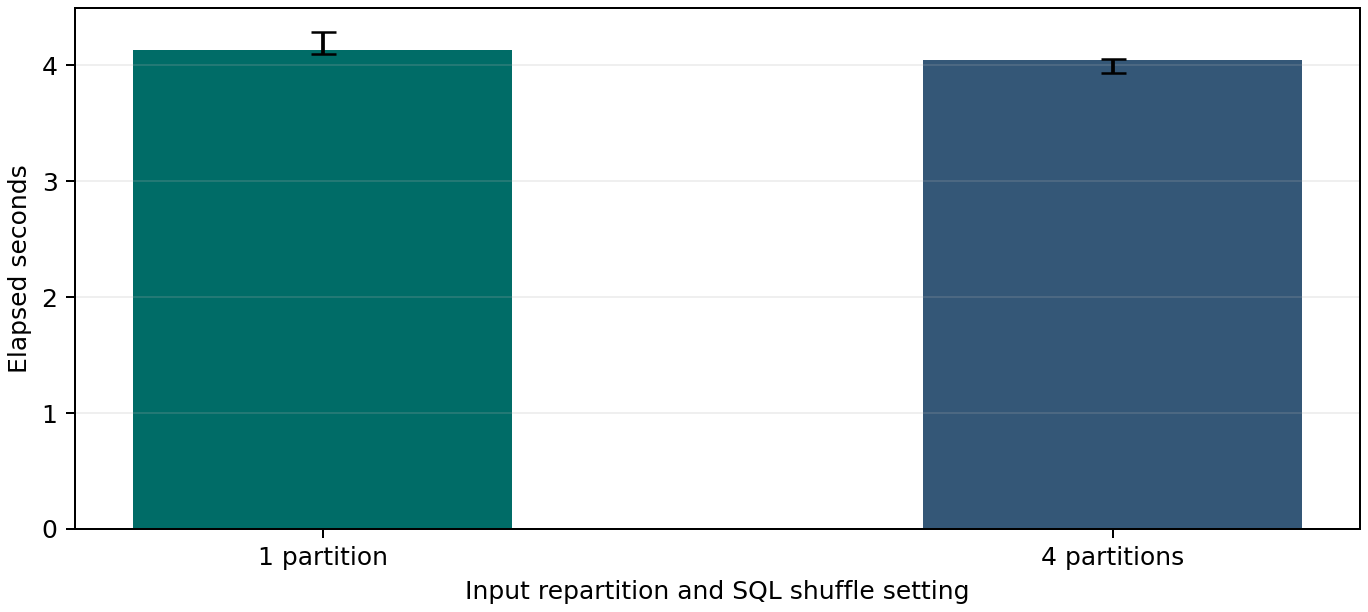 Elapsed seconds
4
3
2
1
0
1 partition
4 partitions
Input repartition and SQL shuffle setting